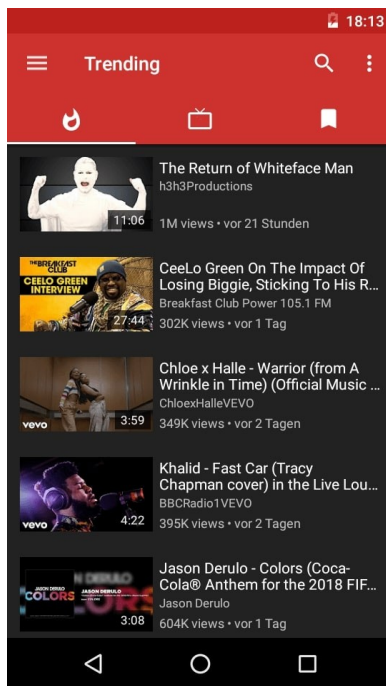 18:13
Trending
The Return of Whiteface Man
h3h3Productions
11:06
1M views • vor 21 Stunden
THE BREAKFAST
CLUB
CEELO GREEN
INTERVIEW
27:44
CeeLo Green On The Impact Of
Losing Biggie, Sticking To His R...
Breakfast Club Power 105.1 FM
302K views • vor 1 Tag
vevo
3:59
Chloe x Halle - Warrior (from A
Wrinkle in Time) (Official Music ...
ChloexHalleVEVO
349K views • vor 2 Tagen
vevo
4:22
Khalid - Fast Car (Tracy
Chapman cover) in the Live Lou...
BBCRadio1VEVO
395K views • vor 2 Tagen
JASON DERULO
COLORS
JASON DERULO
3:08
Jason Derulo - Colors (Coca-
Cola® Anthem for the 2018 FIF...
Jason Derulo
604K views • vor 1 Tag